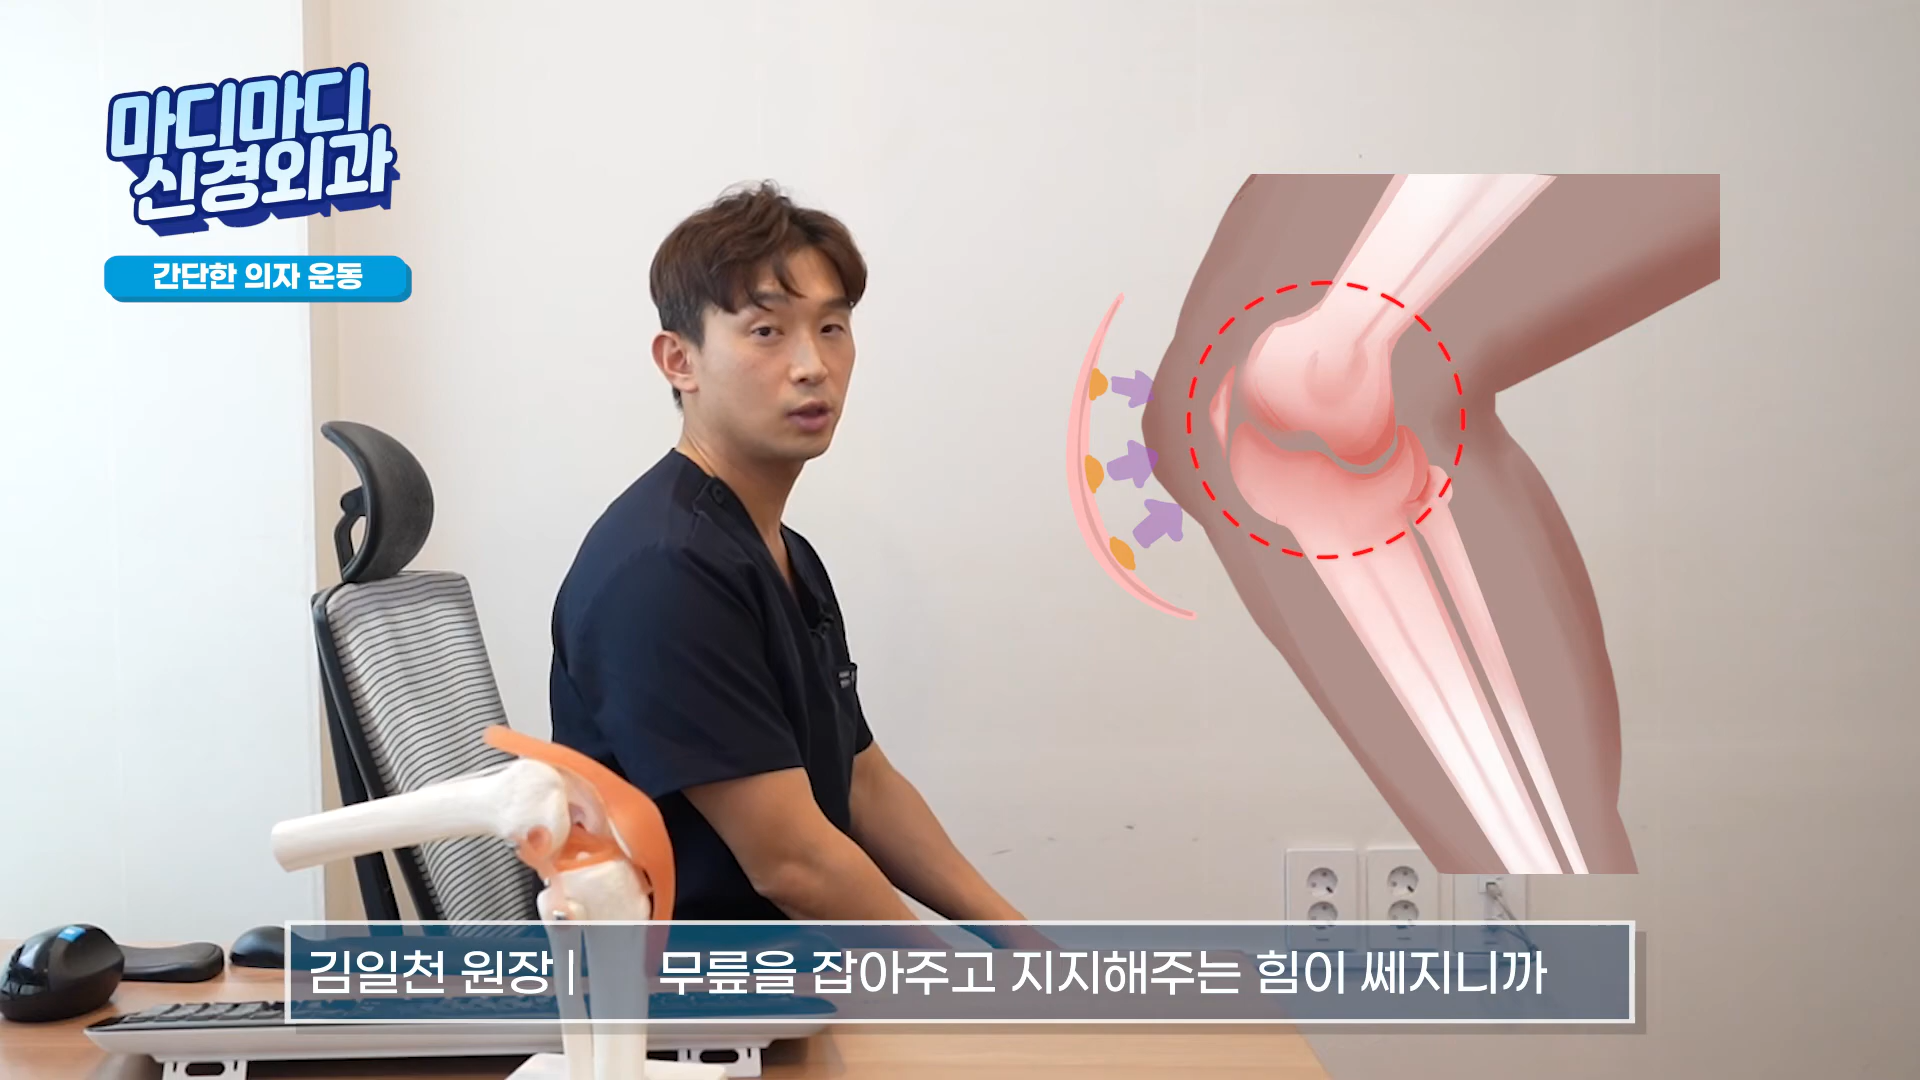 마디마디
신경외과
간단한 의자 운동
김일천 원장 | 무릎을 잡아주고 지지해주는 힘이 쎄지니까